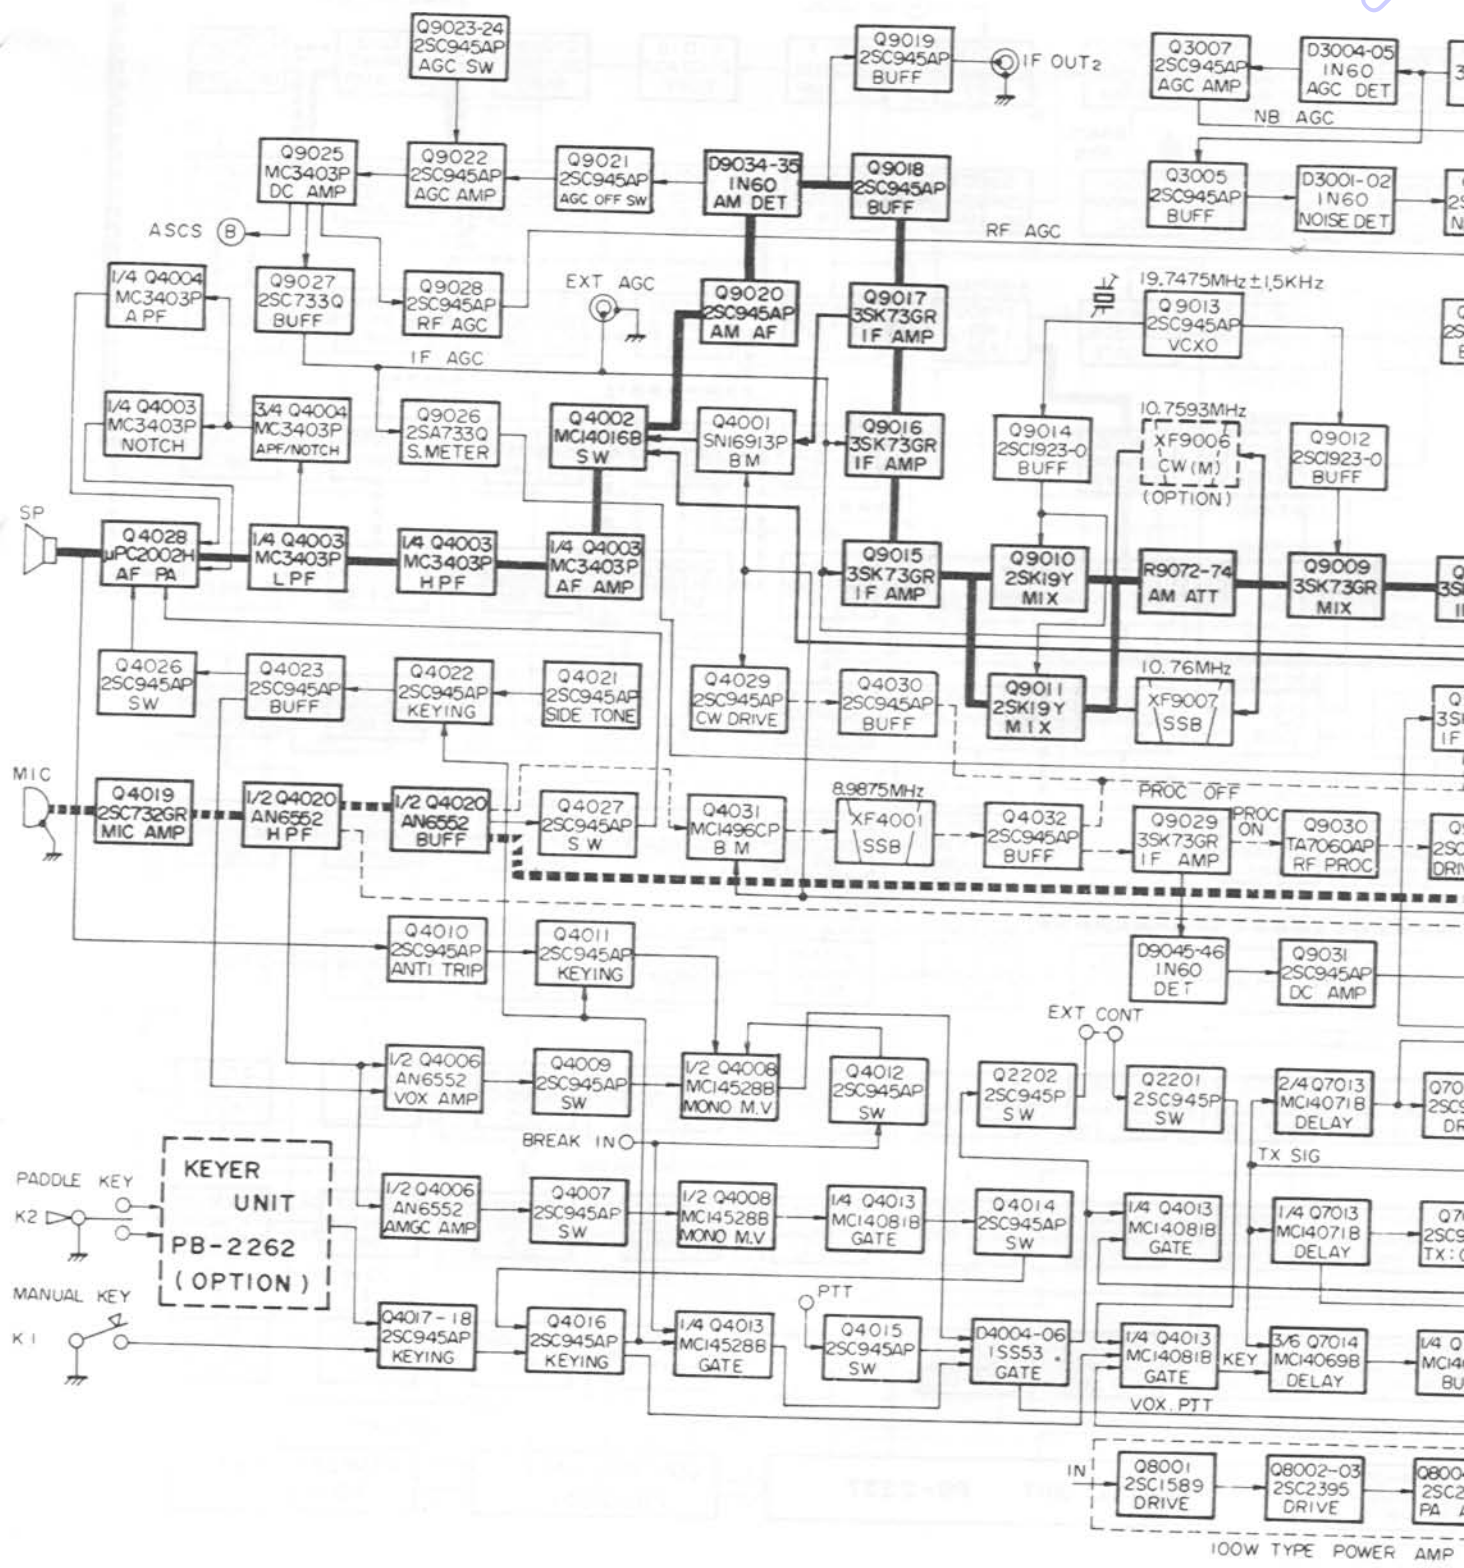 Q9023-24
2SC945AP
AGC SW
Q9019
2SC945AP
BUFF
IF OUT2
Q3007
2SC945AP
AGC AMP
D3004-05
1N60
AGC DET
NB AGC
Q9025
MC3403P
DC AMP
Q9022
2SC945AP
AGC AMP
Q9021
2SC945AP
AGC OFF SW
D9034-35
1N60
AM DET
Q9018
2SC945AP
BUFF
Q3005
2SC945AP
BUFF
D3001-02
1N60
NOISE DET
ASCS B
RF AGC
1/4 Q4004
MC3403P
APF
Q9027
2SC733Q
BUFF
Q9028
2SC945AP
RF AGC
EXT AGC
Q9020
2SC945AP
AM AF
Q9017
3SK73GR
IF AMP
19.7475MHz±1.5KHz
Q9013
2SC945AP
VCXO
IF AGC
1/4 Q4003
MC3403P
NOTCH
3/4 Q4004
MC3403P
APF/NOTCH
Q9026
2SA733Q
S.METER
Q4002
MC14016B
SW
Q4001
SN16913P
BM
Q9016
3SK73GR
IF AMP
Q9014
2SC1923-O
BUFF
10.7593MHz
XF9006
CW (M)
(OPTION)
Q9012
2SC1923-O
BUFF
SP
Q4028
µPC2002H
AF PA
1/4 Q4003
MC3403P
LPF
1/4 Q4003
MC3403P
HPF
1/4 Q4003
MC3403P
AF AMP
Q9015
3SK73GR
IF AMP
Q9010
2SK19Y
MIX
R9072-74
AM ATT
Q9009
3SK73GR
MIX
Q4026
2SC945AP
SW
Q4023
2SC945AP
BUFF
Q4022
2SC945AP
KEYING
Q4021
2SC945AP
SIDE TONE
Q4029
2SC945AP
CW DRIVE
Q4030
2SC945AP
BUFF
Q9011
2SK19Y
MIX
10.76MHz
XF9007
SSB
MIC
Q4019
2SC732GR
MIC AMP
1/2 Q4020
AN6552
HPF
1/2 Q4020
AN6552
BUFF
Q4027
2SC945AP
SW
Q4031
MC1496CP
BM
8.9875MHz
XF4001
SSB
Q4032
2SC945AP
BUFF
PROC OFF
Q9029
3SK73GR
IF AMP
PROC
ON
Q9030
TA7060AP
RF PROC
Q4010
2SC945AP
ANTI TRIP
Q4011
2SC945AP
KEYING
D9045-46
1N60
DET
Q9031
2SC945AP
DC AMP
EXT CONT
1/2 Q4006
AN6552
VOX AMP
Q4009
2SC945AP
SW
1/2 Q4008
MC14528B
MONO M.V
Q4012
2SC945AP
SW
Q2202
2SC945P
SW
Q2201
2SC945P
SW
2/4 Q7013
MC14071B
DELAY
BREAK IN
TX SIG
PADDLE KEY
K2
KEYER
UNIT
PB-2262
(OPTION)
1/2 Q4006
AN6552
AMGC AMP
Q4007
2SC945AP
SW
1/2 Q4008
MC14528B
MONO M.V
1/4 Q4013
MC14081B
GATE
Q4014
2SC945AP
SW
1/4 Q4013
MC14081B
GATE
1/4 Q7013
MC14071B
DELAY
MANUAL KEY
K1
Q4017-18
2SC945AP
KEYING
Q4016
2SC945AP
KEYING
1/4 Q4013
MC14528B
GATE
PTT
Q4015
2SC945AP
SW
D4004-06
1SS53
GATE
1/4 Q4013
MC14081B
GATE
KEY
3/6 Q7014
MC14069B
DELAY
VOX.PTT
IN
Q8001
2SC1589
DRIVE
Q8002-03
2SC2395
DRIVE
100W TYPE POWER AMP